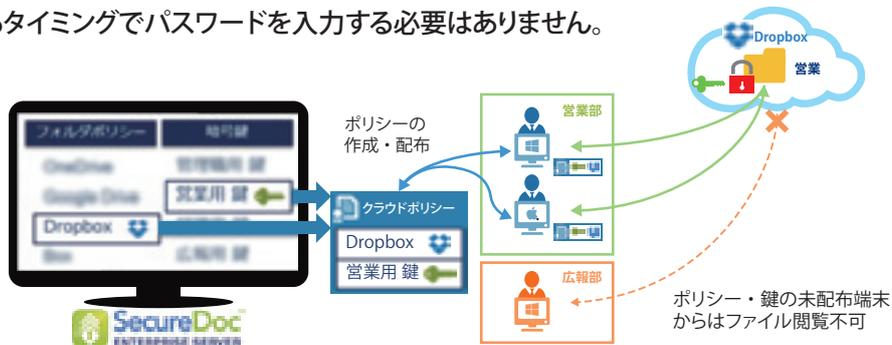 るタイミングでパスワードを入力する必要はありません。
Dropbox
営業
フォルダポリシー
暗号鍵
OneDrive
管理職用 鍵
Google Drive
営業用 鍵
Dropbox
Box
広報用 鍵
ポリシーの
作成・配布
クラウドポリシー
Dropbox
営業用 鍵
営業部
広報部
ポリシー・鍵の未配布端末
からはファイル閲覧不可
SecureDoc
ENTERPRISE SERVER